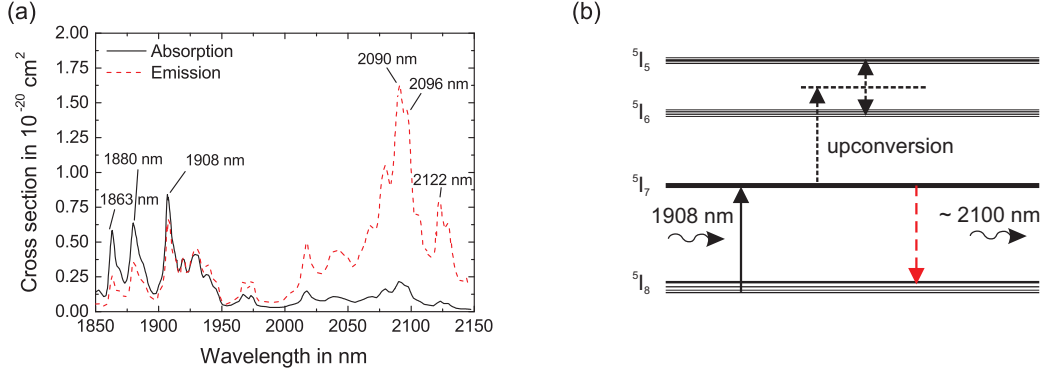 (a)
2.00
1.75
1.50
1.25
1.00
0.75
0.50
0.25
0.00
Cross section in 10⁻²⁰ cm²
Absorption
Emission
2090 nm
2096 nm
1880 nm
1908 nm
1863 nm
2122 nm
1850 1900 1950 2000 2050 2100 2150
Wavelength in nm
(b)
⁵I₅
⁵I₆
upconversion
⁵I₇
1908 nm
~ 2100 nm
⁵I₈